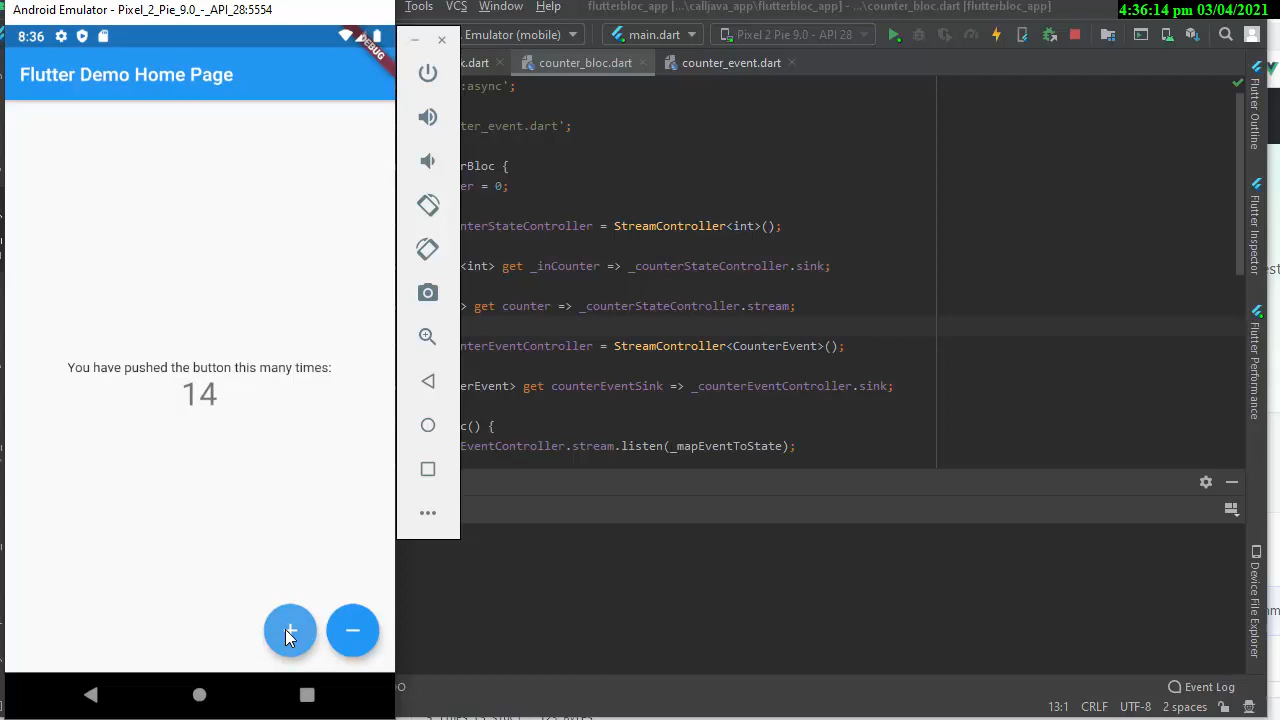 Android Emulator - Pixel_2_Pie_9.0_-_API_28:5554
Tools VCS Window Help flutterbloc_app [...\calljava\flutterbloc_app] - ...\counter_bloc.dart [flutterbloc_app]
4:36:14 pm 03/04/2021
8:36
DEBUG
Flutter Demo Home Page
Emulator (mobile) main.dart Pixel 2 Pie 9.0 - API 28
k.dart counter_bloc.dart counter_event.dart
:async';
ter_event.dart';
rBloc {
er = 0;
nterStateController = StreamController<int>();
<int> get _inCounter => _counterStateController.sink;
> get counter => _counterStateController.stream;
nterEventController = StreamController<CounterEvent>();
erEvent> get counterEventSink => _counterEventController.sink;
c() {
EventController.stream.listen(_mapEventToState);
You have pushed the button this many times:
14
Flutter Outline
Flutter Inspector
Flutter Performance
Device File Explorer
Event Log
13:1 CRLF UTF-8 2 spaces